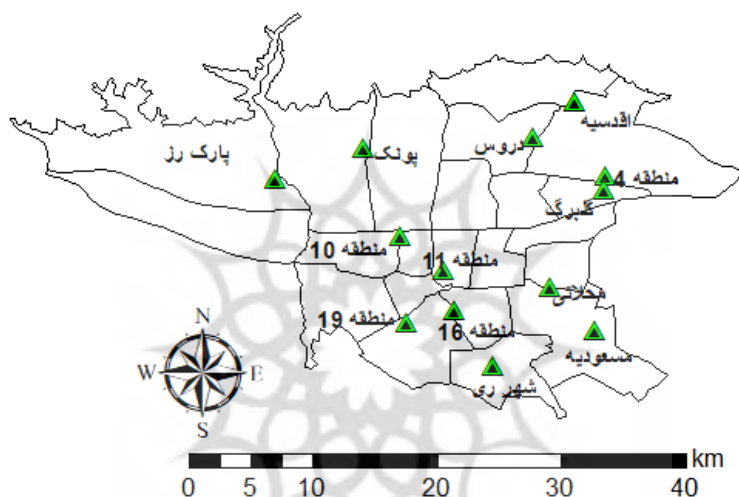 اقدسیه
دروس
پونک
پارک رز
منطقه 4
گلبرگ
منطقه 10
منطقه 11
محلاتی
منطقه 19
منطقه 16
مسعودیه
شهر ری
N
W E
S
km
0 5 10 20 30 40